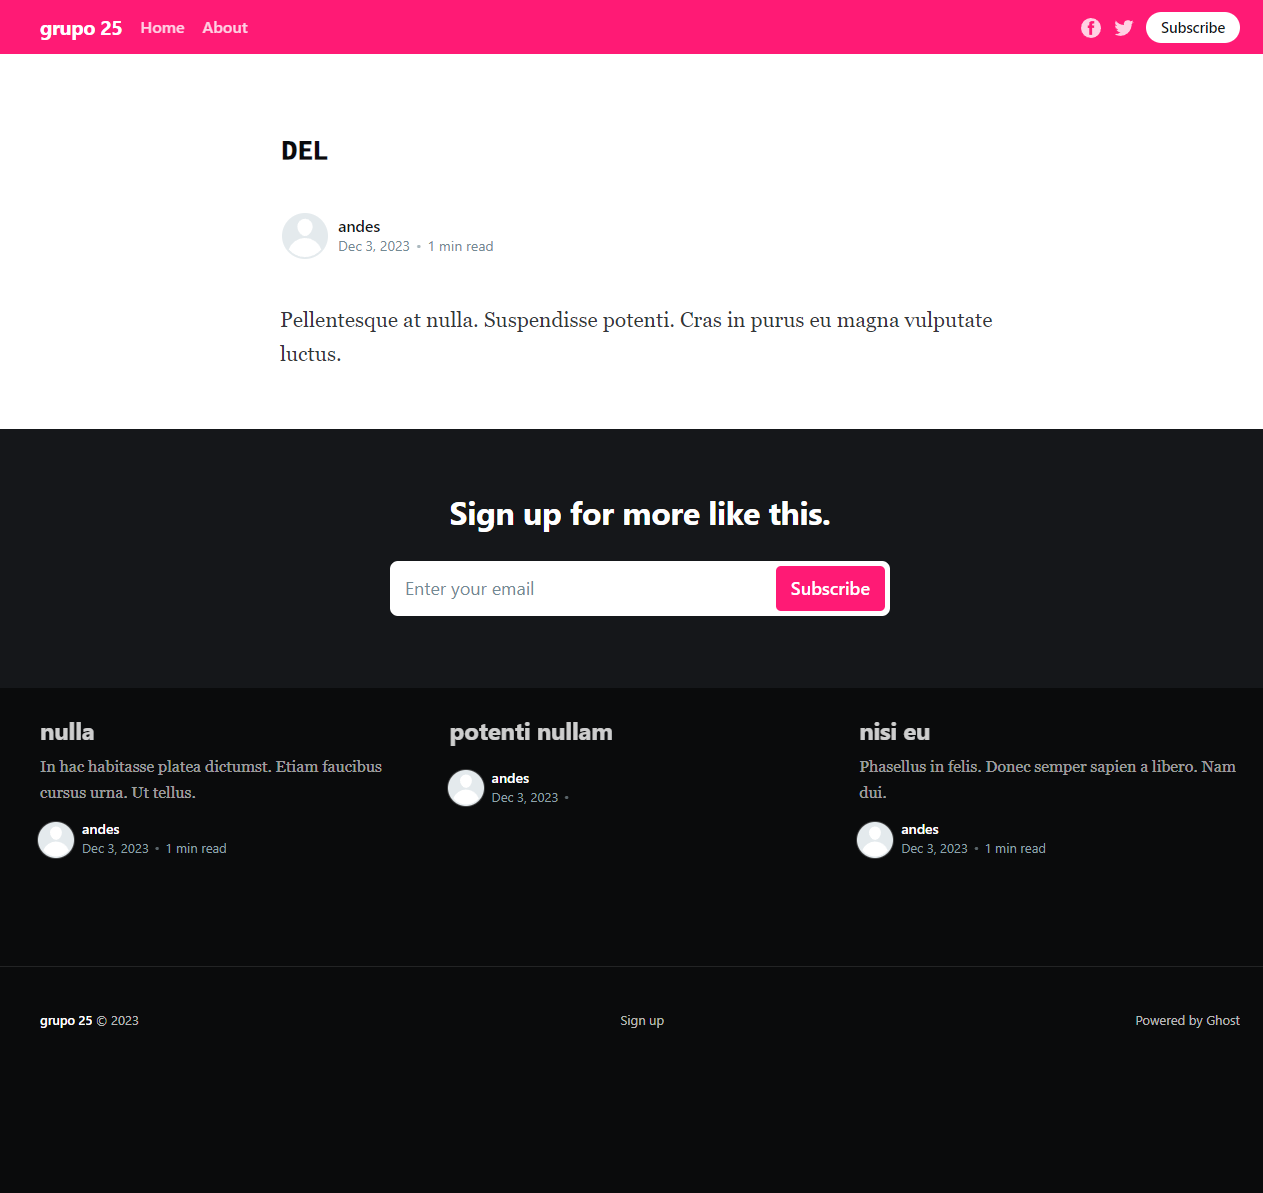 grupo 25 Home About Subscribe
DEL
andes
Dec 3, 2023 • 1 min read
Pellentesque at nulla. Suspendisse potenti. Cras in purus eu magna vulputate
luctus.
Sign up for more like this.
Enter your email Subscribe
nulla
In hac habitasse platea dictumst. Etiam faucibus
cursus urna. Ut tellus.
andes
Dec 3, 2023 • 1 min read
potenti nullam
andes
Dec 3, 2023 •
nisi eu
Phasellus in felis. Donec semper sapien a libero. Nam
dui.
andes
Dec 3, 2023 • 1 min read
grupo 25 © 2023 Sign up Powered by Ghost